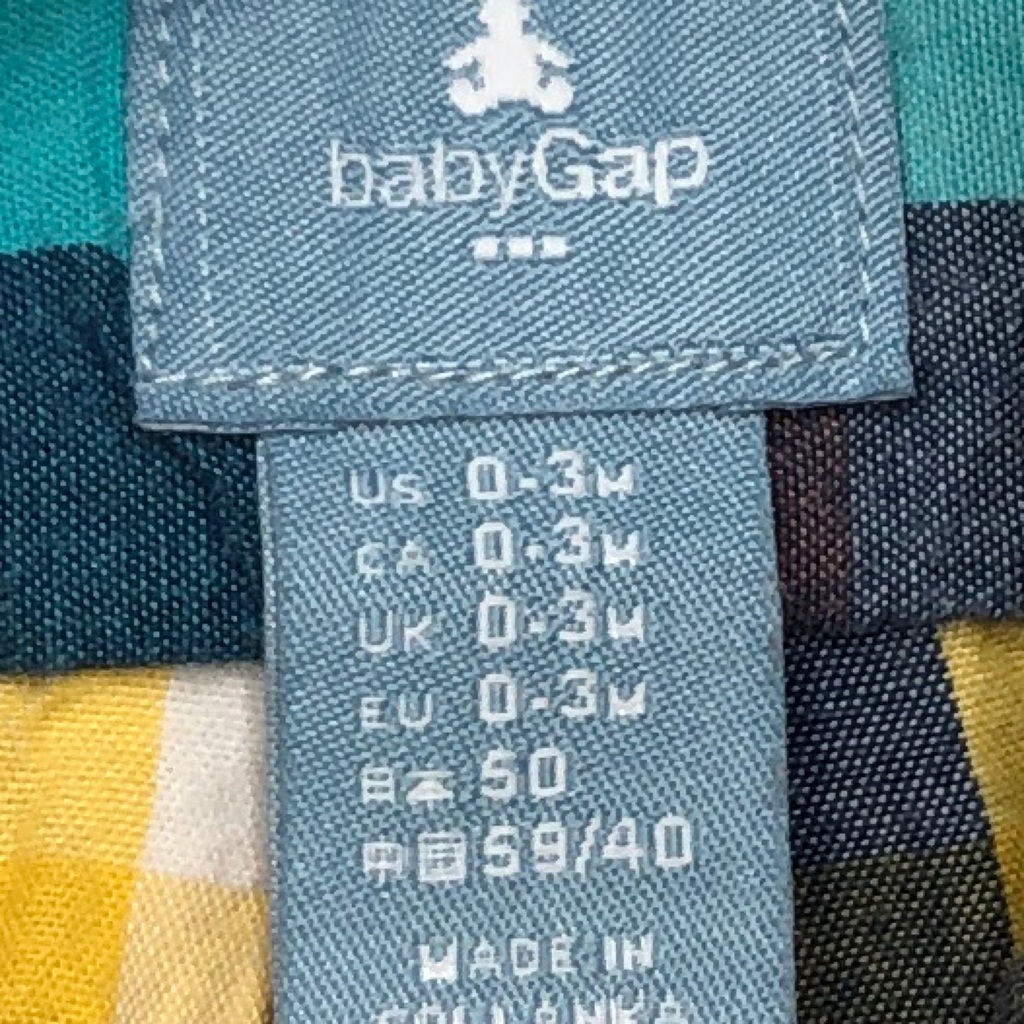 babyGap
US 0-3M
CA 0-3M
UK 0-3M
EU 0-3M
日本 50
中国 59/40
MADE IN